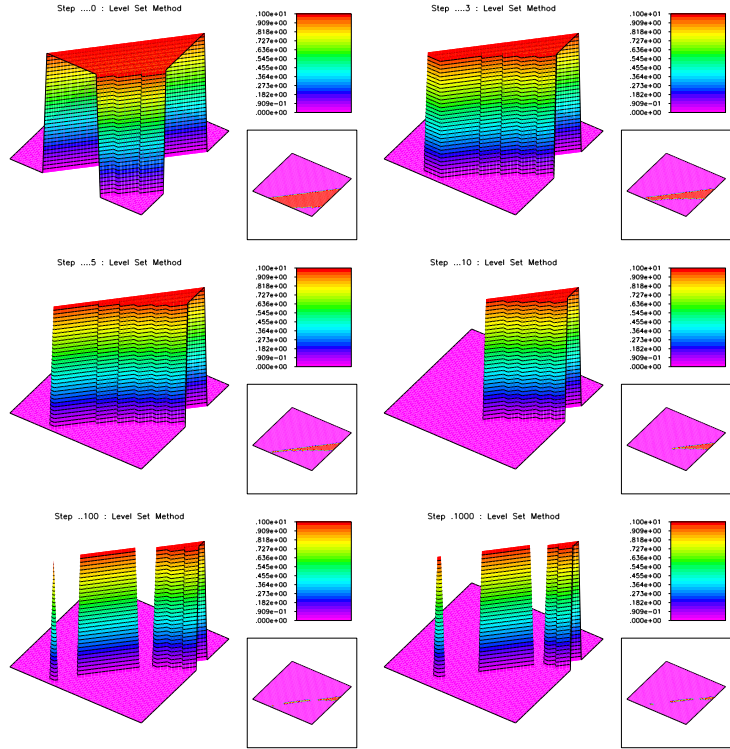 Step ....0 : Level Set Method
.100e+01
.909e+00
.818e+00
.727e+00
.636e+00
.545e+00
.455e+00
.364e+00
.273e+00
.182e+00
.909e-01
.000e+00
Step ....3 : Level Set Method
.100e+01
.909e+00
.818e+00
.727e+00
.636e+00
.545e+00
.455e+00
.364e+00
.273e+00
.182e+00
.909e-01
.000e+00
Step ....5 : Level Set Method
.100e+01
.909e+00
.818e+00
.727e+00
.636e+00
.545e+00
.455e+00
.364e+00
.273e+00
.182e+00
.909e-01
.000e+00
Step ...10 : Level Set Method
.100e+01
.909e+00
.818e+00
.727e+00
.636e+00
.545e+00
.455e+00
.364e+00
.273e+00
.182e+00
.909e-01
.000e+00
Step ..100 : Level Set Method
.100e+01
.909e+00
.818e+00
.727e+00
.636e+00
.545e+00
.455e+00
.364e+00
.273e+00
.182e+00
.909e-01
.000e+00
Step .1000 : Level Set Method
.100e+01
.909e+00
.818e+00
.727e+00
.636e+00
.545e+00
.455e+00
.364e+00
.273e+00
.182e+00
.909e-01
.000e+00